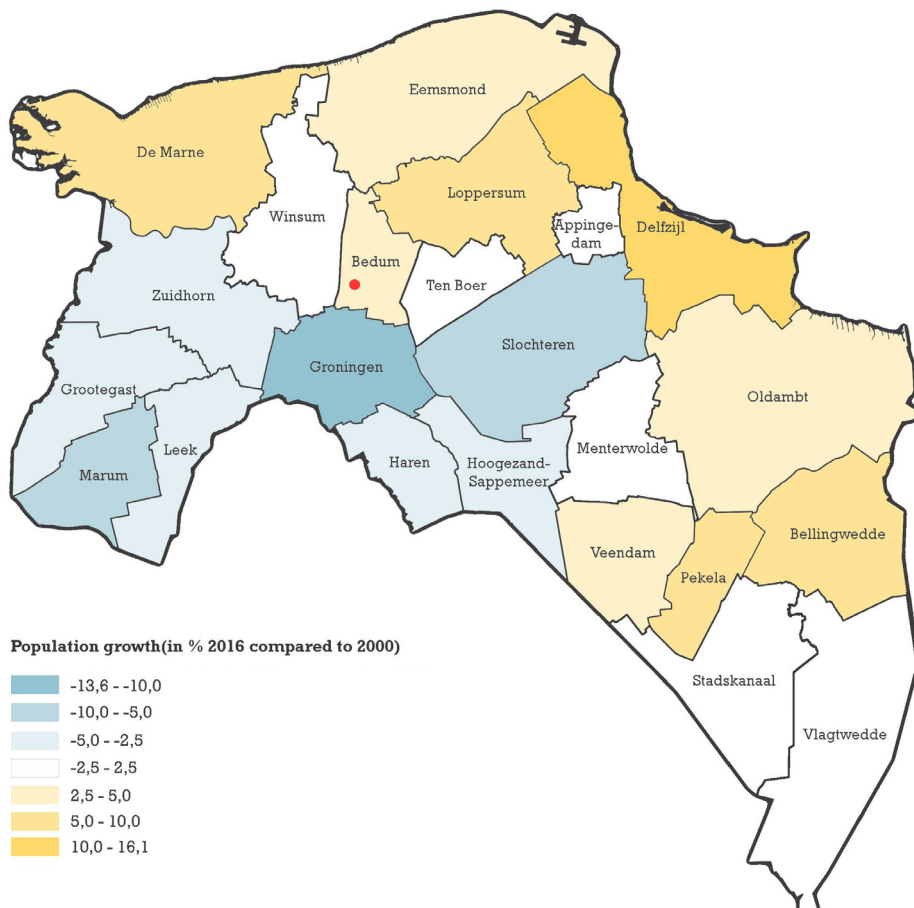 Eemsmond
De Marne
Loppersum
Winsum
Appinge-
dam
Delfzijl
Bedum
Zuidhorn
Ten Boer
Slochteren
Groningen
Grootegast
Oldambt
Leek
Menterwolde
Haren
Hoogezand-
Sappemeer
Marum
Bellingwedde
Veendam
Pekela
Population growth(in % 2016 compared to 2000)
Stadskanaal
-13,6 - -10,0
-10,0 - -5,0
Vlagtwedde
-5,0 - -2,5
-2,5 - 2,5
2,5 - 5,0
5,0 - 10,0
10,0 - 16,1